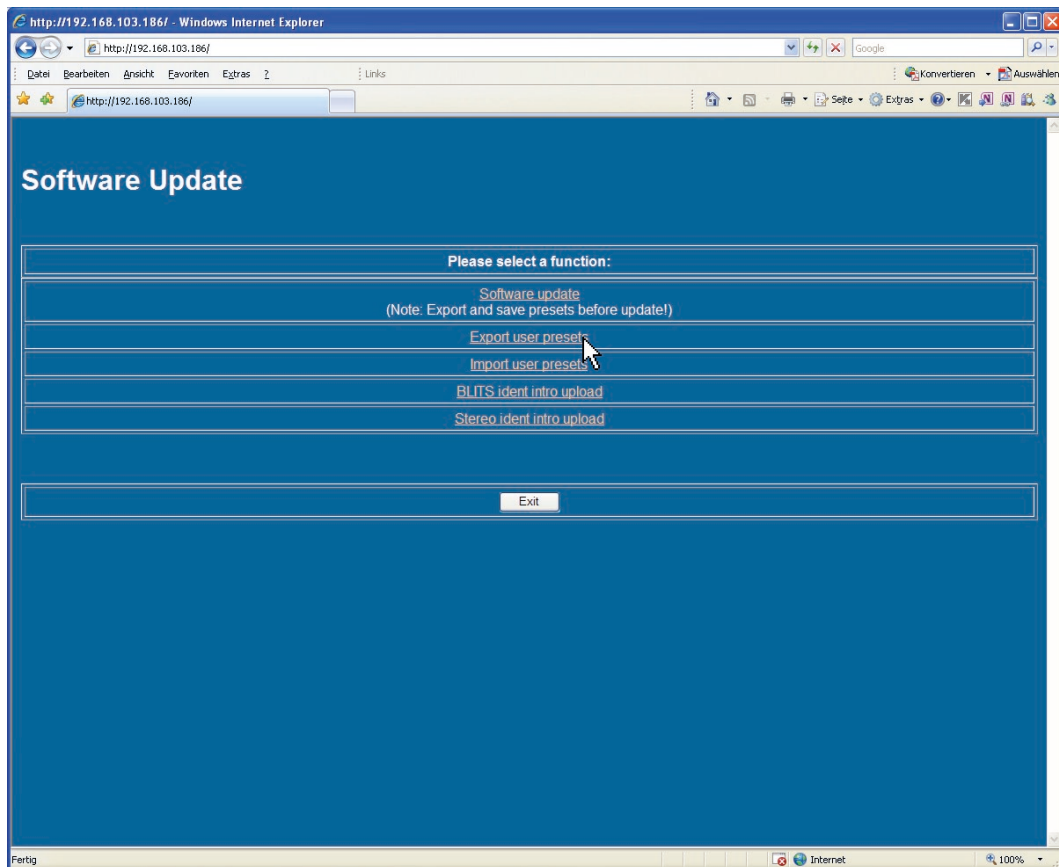 http://192.168.103.186/ - Windows Internet Explorer
http://192.168.103.186/
Google
Datei Bearbeiten Ansicht Favoriten Extras ?
Links
Konvertieren
Auswählen
http://192.168.103.186/
Seite
Extras
Software Update
Please select a function:
Software update
(Note: Export and save presets before update!)
Export user presets
Import user presets
BLITS ident intro upload
Stereo ident intro upload
Exit
Fertig
Internet
100%